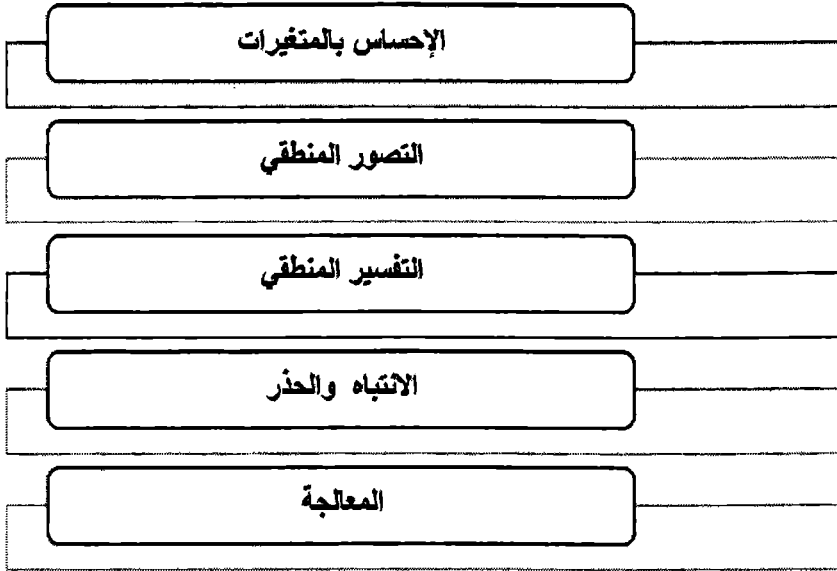 الإحساس بالمتغيرات
التصور المنطقي
التفسير المنطقي
الانتباه والحذر
المعالجة